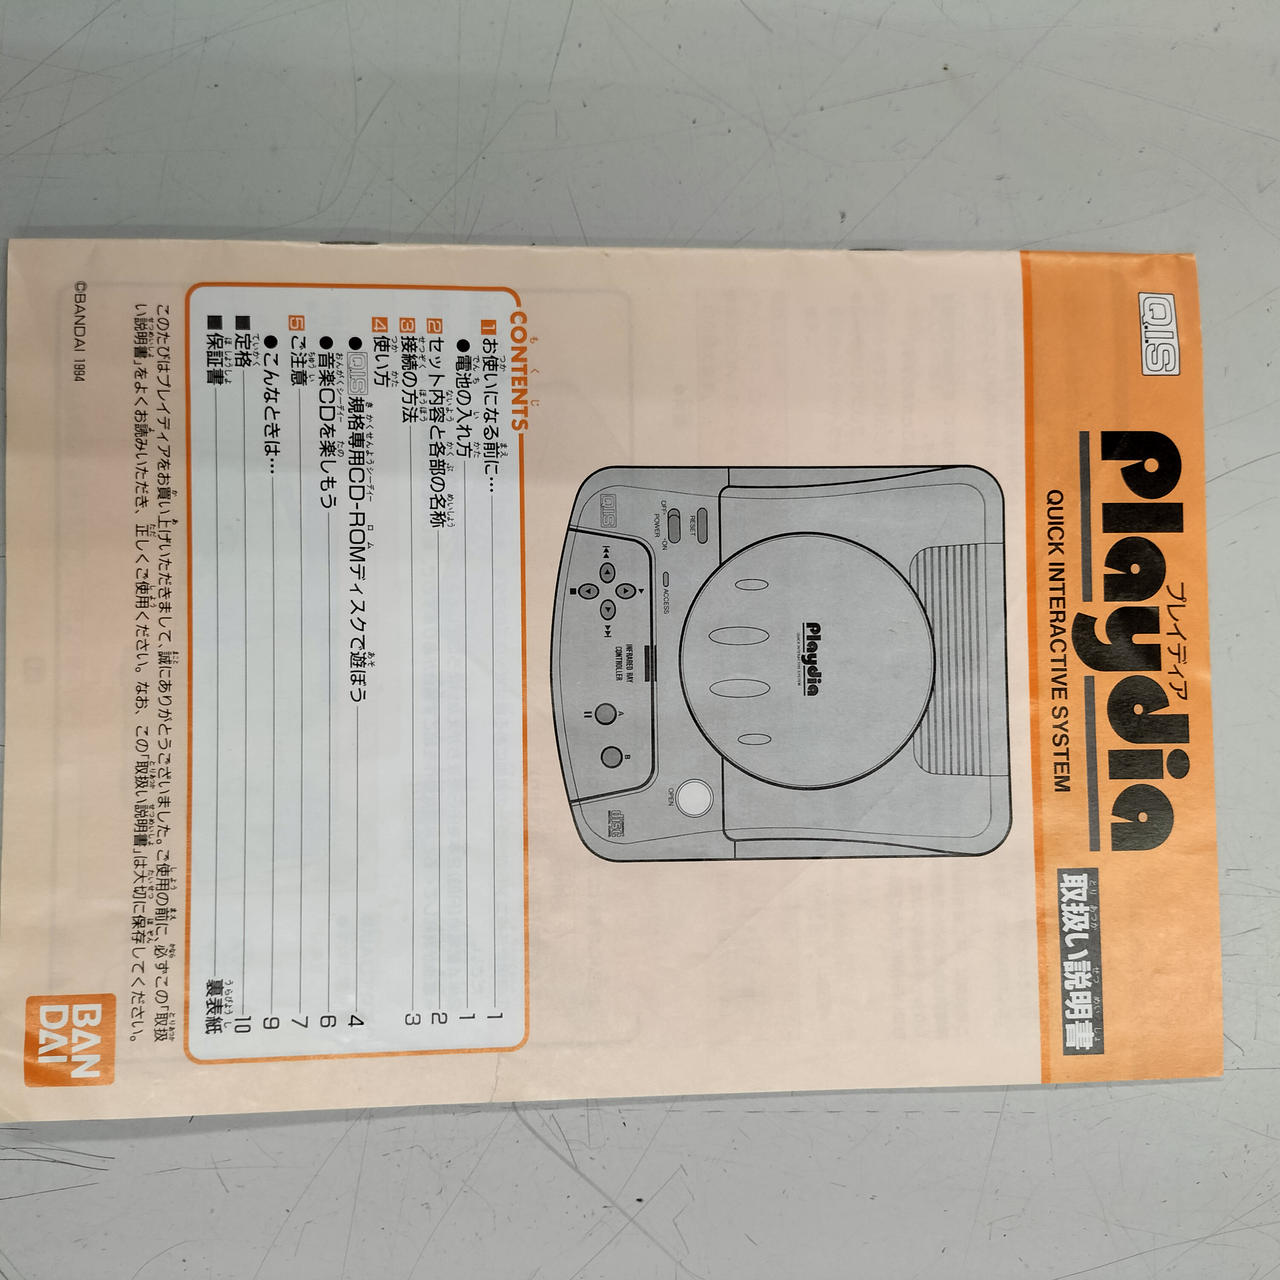 Q.I.S
プレイディア
Playdia
QUICK INTERACTIVE SYSTEM
取扱い説明書
Playdia
QUICK INTERACTIVE SYSTEM
RESET
OFF・ ・ON
POWER
ACCESS
OPEN
Q.I.S
INFRARED RAY
CONTROLLER
A
B
disc
CONTENTS
1 お使いになる前に… 1
●電池の入れ方 1
2 セット内容と各部の名称 2
3 接続の方法 3
4 使い方
●Q.I.S規格専用CD-ROMディスクで遊ぼう 4
●音楽CDを楽しもう 6
5 ご注意 7
●こんなときは… 9
■定格 10
■保証書 裏表紙
このたびはプレイディアをお買い上げいただきまして、誠にありがとうございました。ご使用の前に、必ずこの「取扱
い説明書」をよくお読みいただき、正しくご使用ください。なお、この「取扱い説明書」は大切に保存してください。
©BANDAI 1994
BAN
DAI